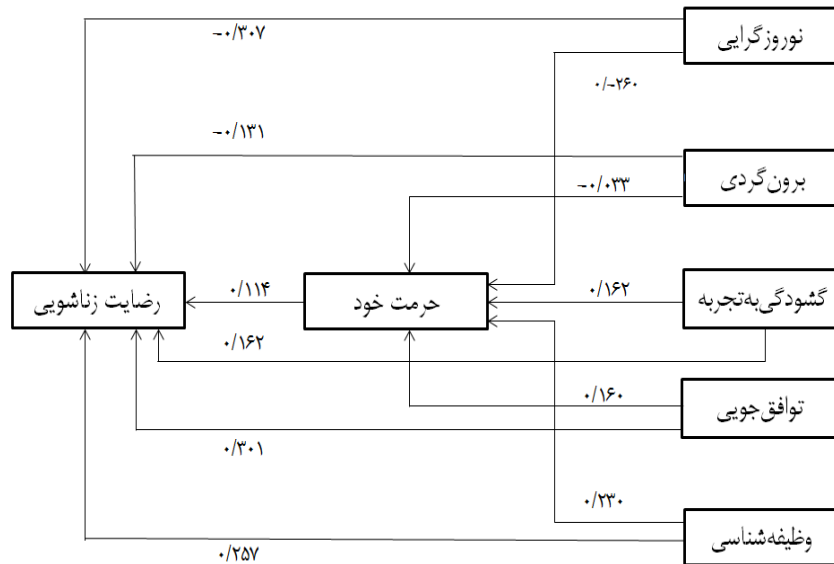 نوروزگرایی
−۰/۳۰۷
۰/−۲۶۰
برون‌گردی
−۰/۱۳۱
−۰/۰۳۳
گشودگی‌به‌تجربه
۰/۱۶۲
حرمت خود
۰/۱۱۴
رضایت زناشویی
۰/۱۶۲
توافق‌جویی
۰/۱۶۰
۰/۳۰۱
وظیفه‌شناسی
۰/۲۳۰
۰/۲۵۷